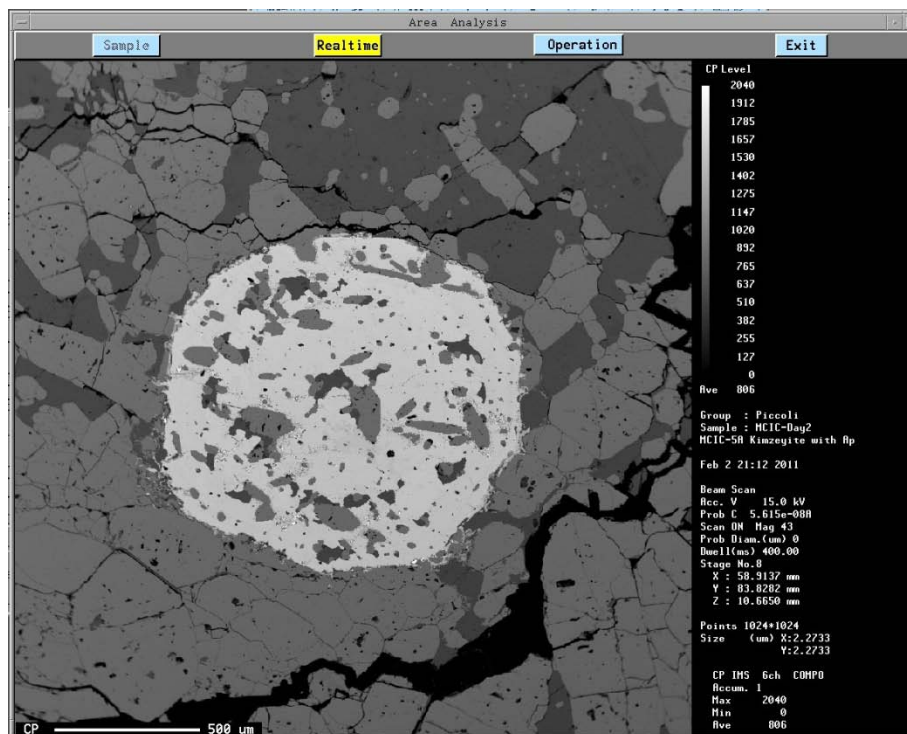 Area Analysis
Sample
Realtime
Operation
Exit
CP Level
2040
1912
1785
1657
1530
1402
1275
1147
1020
892
765
637
510
382
255
127
0
Ave 806
Group : Piccoli
Sample : MCIC-Day2
MCIC-5A Kimzeyite with Ap
Feb 2 21:12 2011
Beam Scan
Acc. V 15.0 kV
Prob C 5.615e-08A
Scan ON Mag 43
Prob Diam.(um) 0
Dwell(ms) 400.00
Stage No.8
X : 58.9137 mm
Y : 83.8282 mm
Z : 10.6650 mm
Points 1024*1024
Size (um) X:2.2733
Y:2.2733
CP IMS 6ch COMPO
Accum. 1
Max 2040
Min 0
Ave 806
CP 500 um